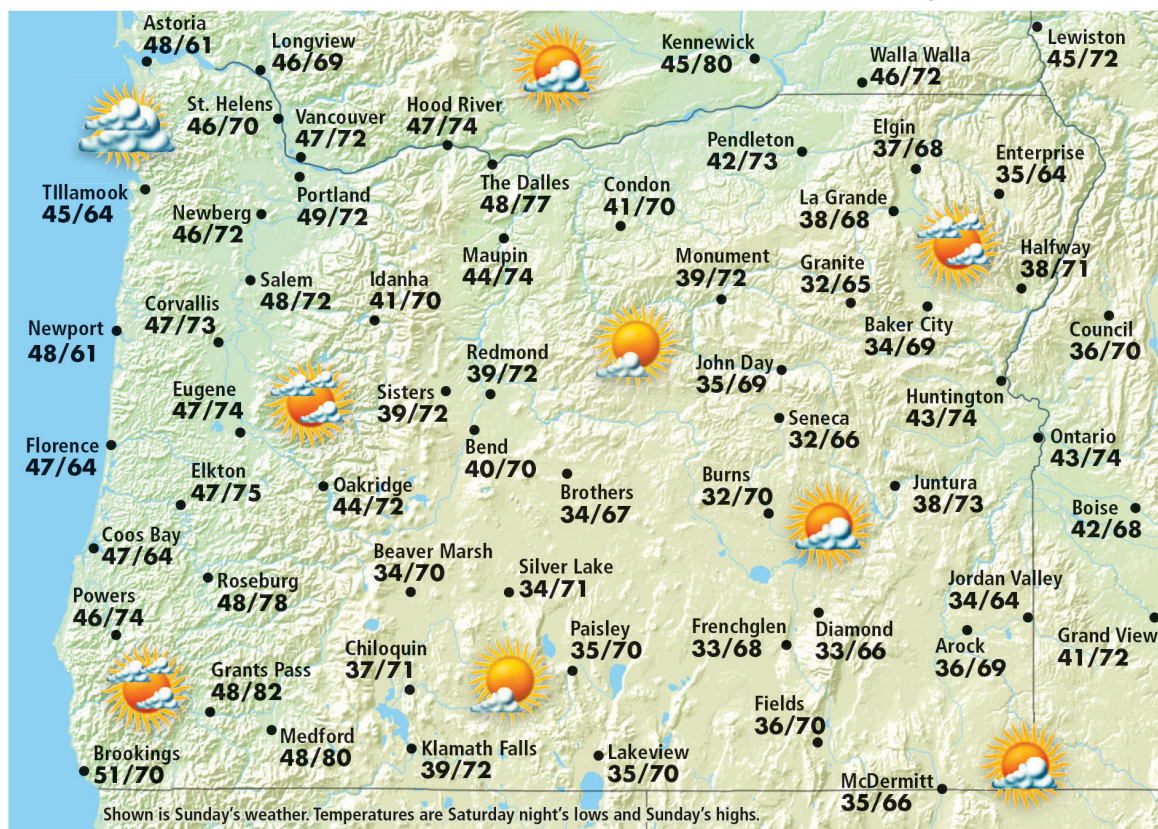 Astoria
48/61
Longview
46/69
Kennewick
45/80
Walla Walla
46/72
Lewiston
45/72
St. Helens
46/70
Vancouver
47/72
Hood River
47/74
Pendleton
42/73
Elgin
37/68
Enterprise
35/64
TIllamook
45/64
Newberg
46/72
Portland
49/72
The Dalles
48/77
Condon
41/70
La Grande
38/68
Maupin
44/74
Monument
39/72
Granite
32/65
Halfway
38/71
Salem
48/72
Idanha
41/70
Corvallis
47/73
Newport
48/61
Baker City
34/69
Council
36/70
Redmond
39/72
John Day
35/69
Eugene
47/74
Sisters
39/72
Huntington
43/74
Seneca
32/66
Florence
47/64
Bend
40/70
Ontario
43/74
Elkton
47/75
Oakridge
44/72
Brothers
34/67
Burns
32/70
Juntura
38/73
Boise
42/68
Coos Bay
47/64
Beaver Marsh
34/70
Silver Lake
34/71
Roseburg
48/78
Powers
46/74
Jordan Valley
34/64
Chiloquin
37/71
Paisley
35/70
Frenchglen
33/68
Diamond
33/66
Arock
36/69
Grand View
41/72
Grants Pass
48/82
Fields
36/70
Medford
48/80
Klamath Falls
39/72
Lakeview
35/70
Brookings
51/70
McDermitt
35/66
Shown is Sunday's weather. Temperatures are Saturday night's lows and Sunday's highs.